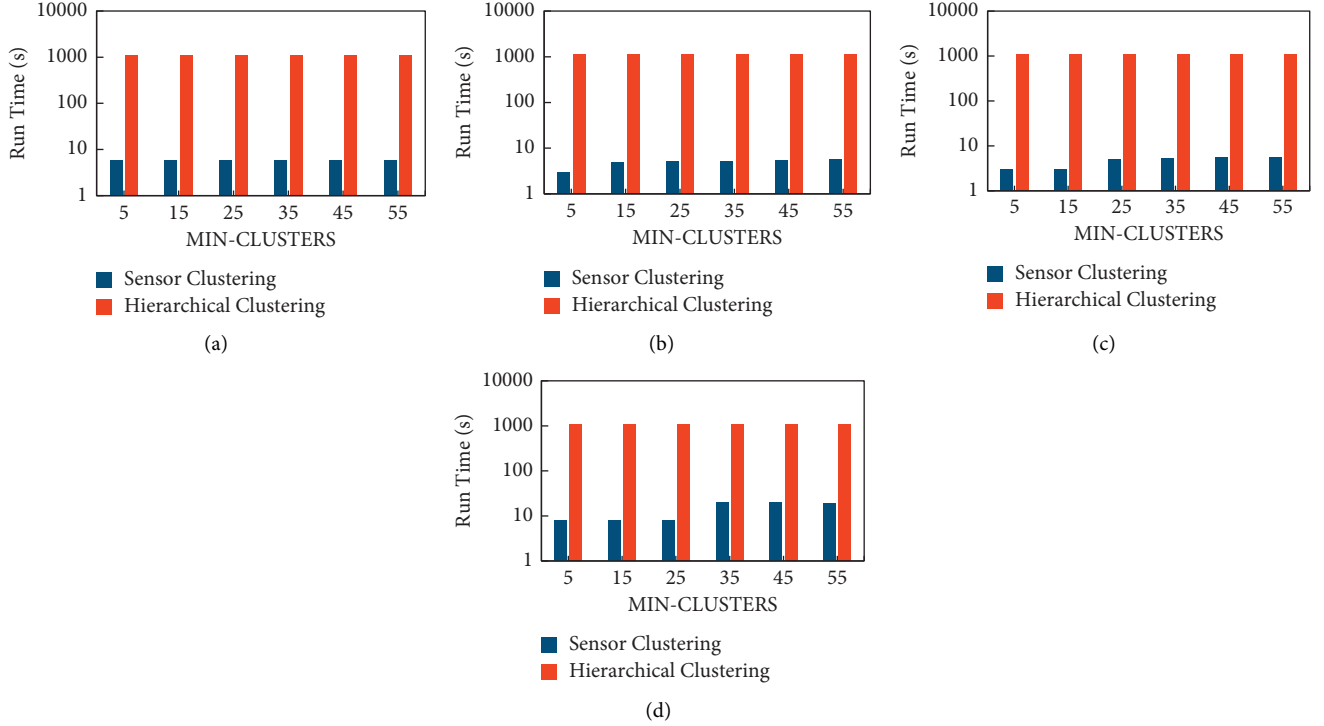 10000
1000
100
10
1
Run Time (s)
5 15 25 35 45 55
MIN-CLUSTERS
Sensor Clustering
Hierarchical Clustering
(a)
10000
1000
100
10
1
Run Time (s)
5 15 25 35 45 55
MIN-CLUSTERS
Sensor Clustering
Hierarchical Clustering
(b)
10000
1000
100
10
1
Run Time (s)
5 15 25 35 45 55
MIN-CLUSTERS
Sensor Clustering
Hierarchical Clustering
(c)
10000
1000
100
10
1
Run Time (s)
5 15 25 35 45 55
MIN-CLUSTERS
Sensor Clustering
Hierarchical Clustering
(d)